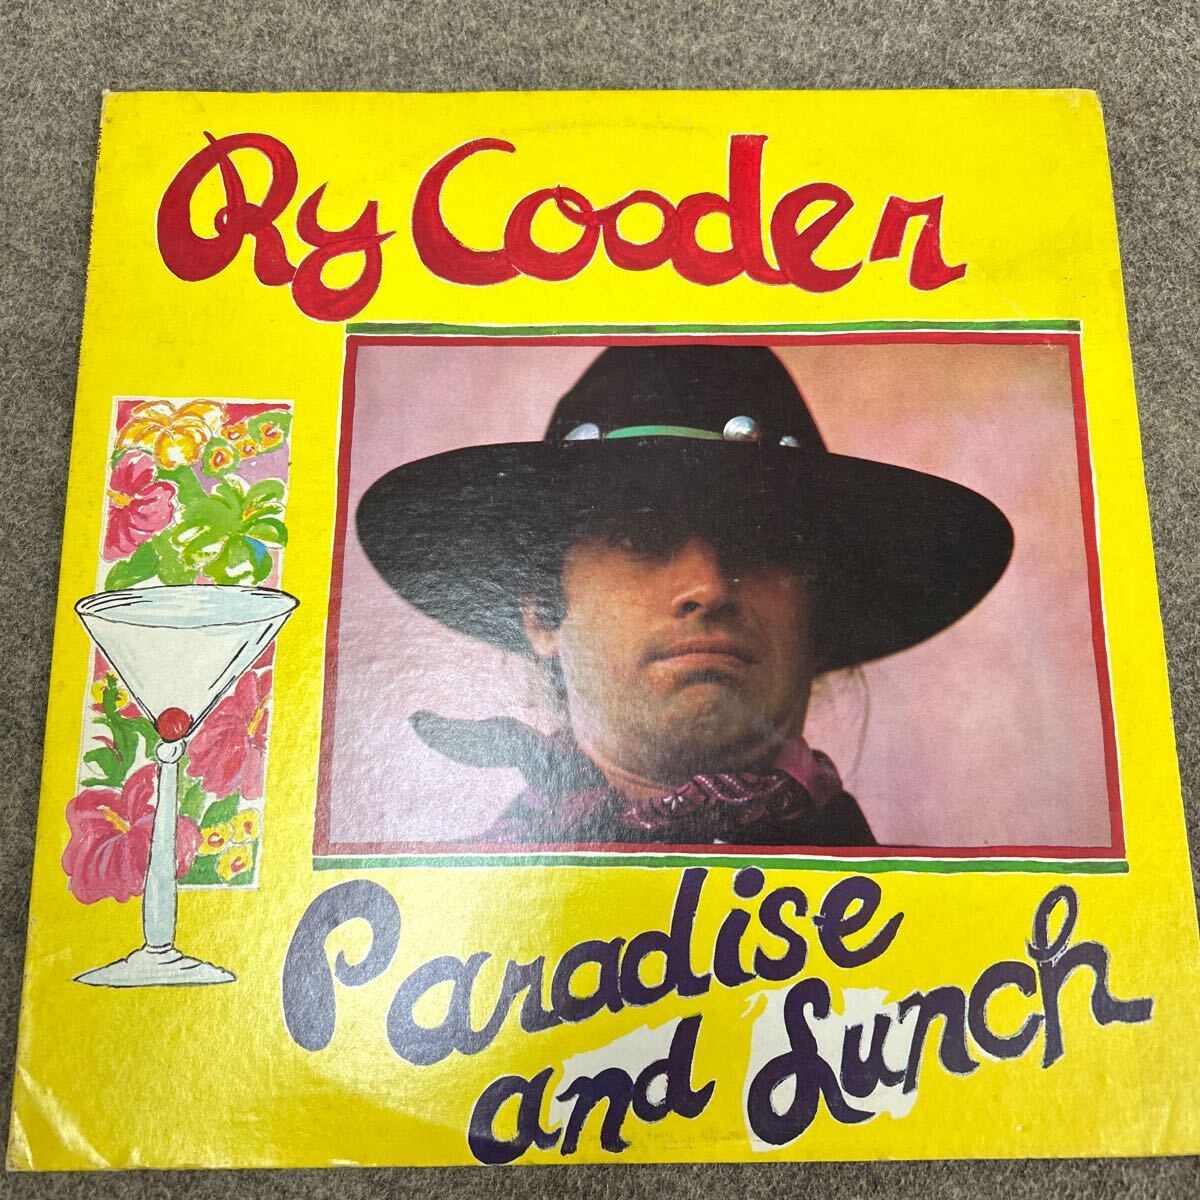 Ry Cooder
Paradise
and Lunch